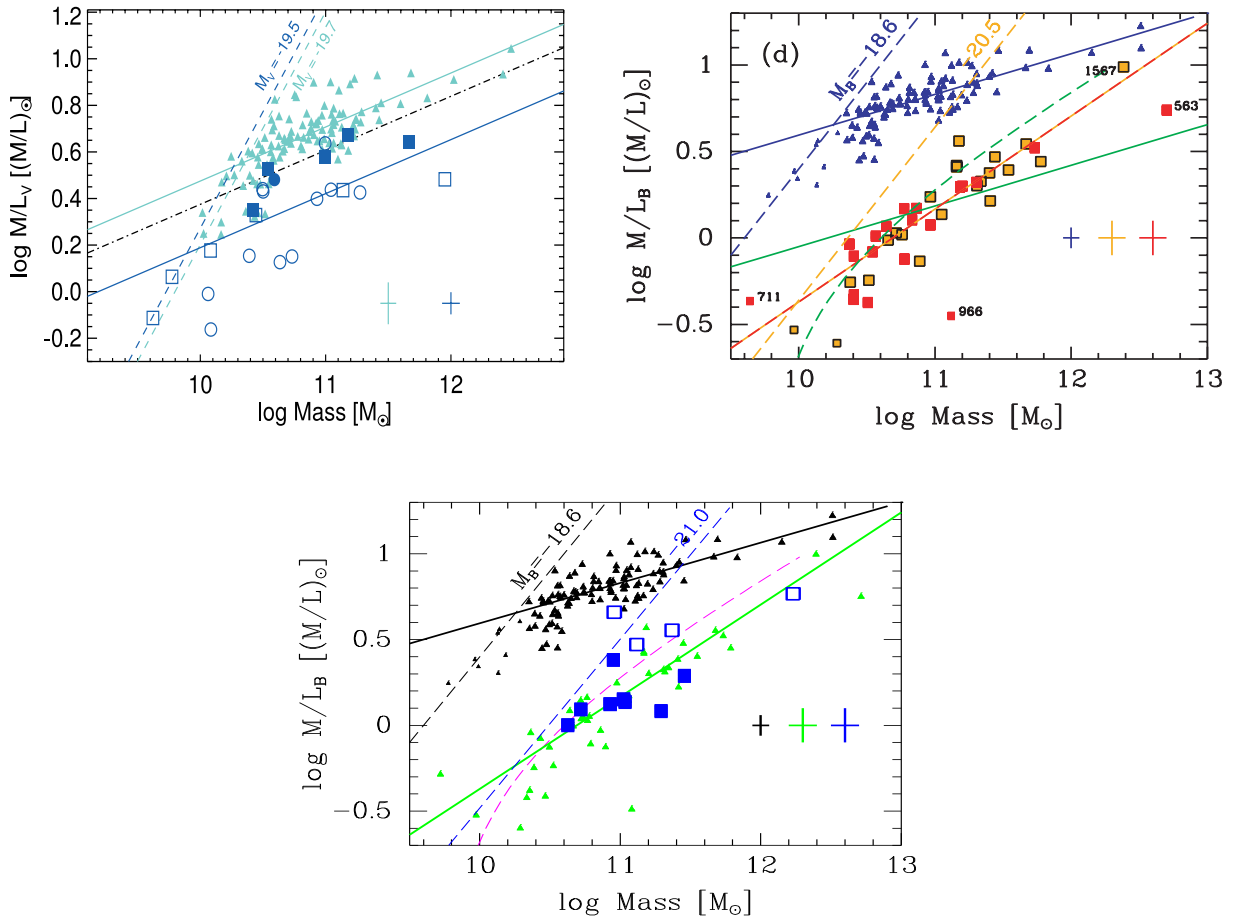 1.2
1.0
0.8
0.6
0.4
0.2
0.0
-0.2
log M/L_V [(M/L)_⊙]
M_V=-19.5
M_V=-19.7
10 11 12
log Mass [M_⊙]
(d)
M_B=-18.6
20.5
1567
563
711
966
1
0.5
0
-0.5
log M/L_B [(M/L)_⊙]
10 11 12 13
log Mass [M_⊙]
M_B=-18.6
21.0
1
0.5
0
-0.5
log M/L_B [(M/L)_⊙]
10 11 12 13
log Mass [M_⊙]